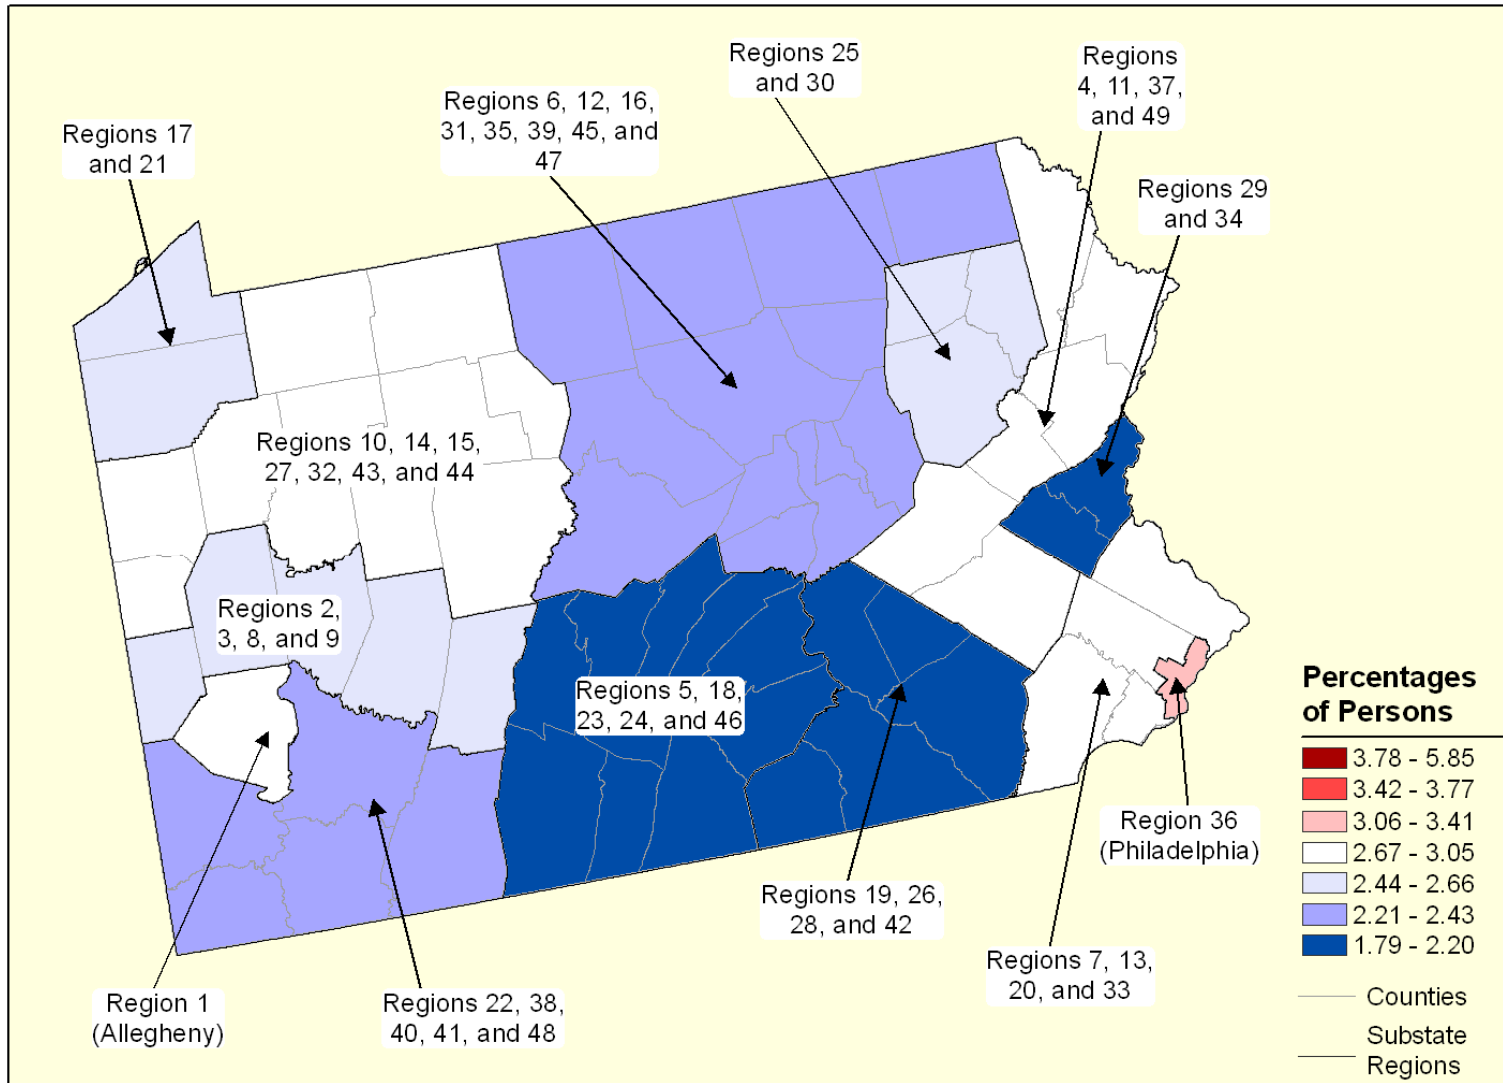 Regions 25
and 30
Regions
4, 11, 37,
and 49
Regions 6, 12, 16,
31, 35, 39, 45, and
47
Regions 17
and 21
Regions 29
and 34
Regions 10, 14, 15,
27, 32, 43, and 44
Regions 2,
3, 8, and 9
Regions 5, 18,
23, 24, and 46
Percentages
of Persons
3.78 - 5.85
3.42 - 3.77
3.06 - 3.41
2.67 - 3.05
2.44 - 2.66
2.21 - 2.43
1.79 - 2.20
Counties
Substate
Regions
Region 36
(Philadelphia)
Regions 19, 26,
28, and 42
Regions 7, 13,
20, and 33
Region 1
(Allegheny)
Regions 22, 38,
40, 41, and 48